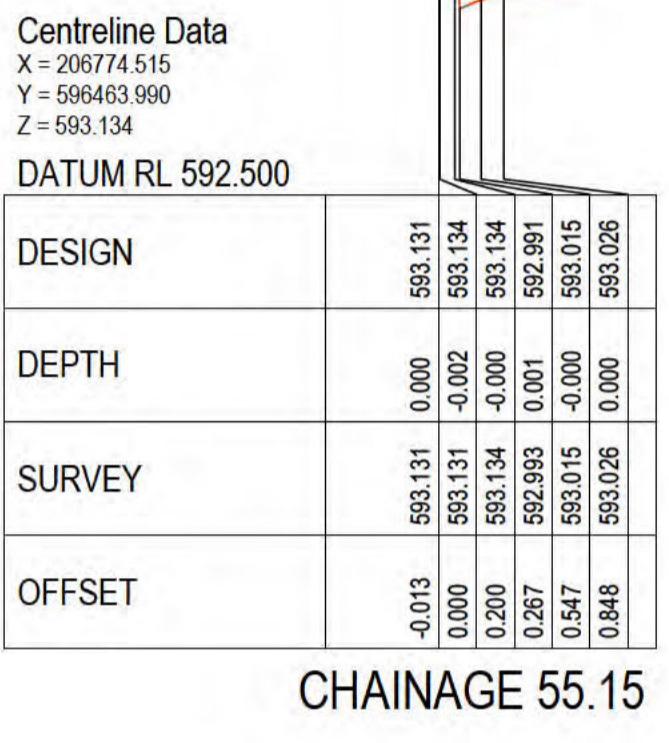 Centreline Data
X = 206774.515
Y = 596463.990
Z = 593.134
DATUM RL 592.500
DESIGN 593.131 593.134 593.134 592.991 593.015 593.026
DEPTH 0.000 -0.002 -0.000 0.001 -0.000 0.000
SURVEY 593.131 593.131 593.134 592.993 593.015 593.026
OFFSET -0.013 0.000 0.200 0.267 0.547 0.848
CHAINAGE 55.15